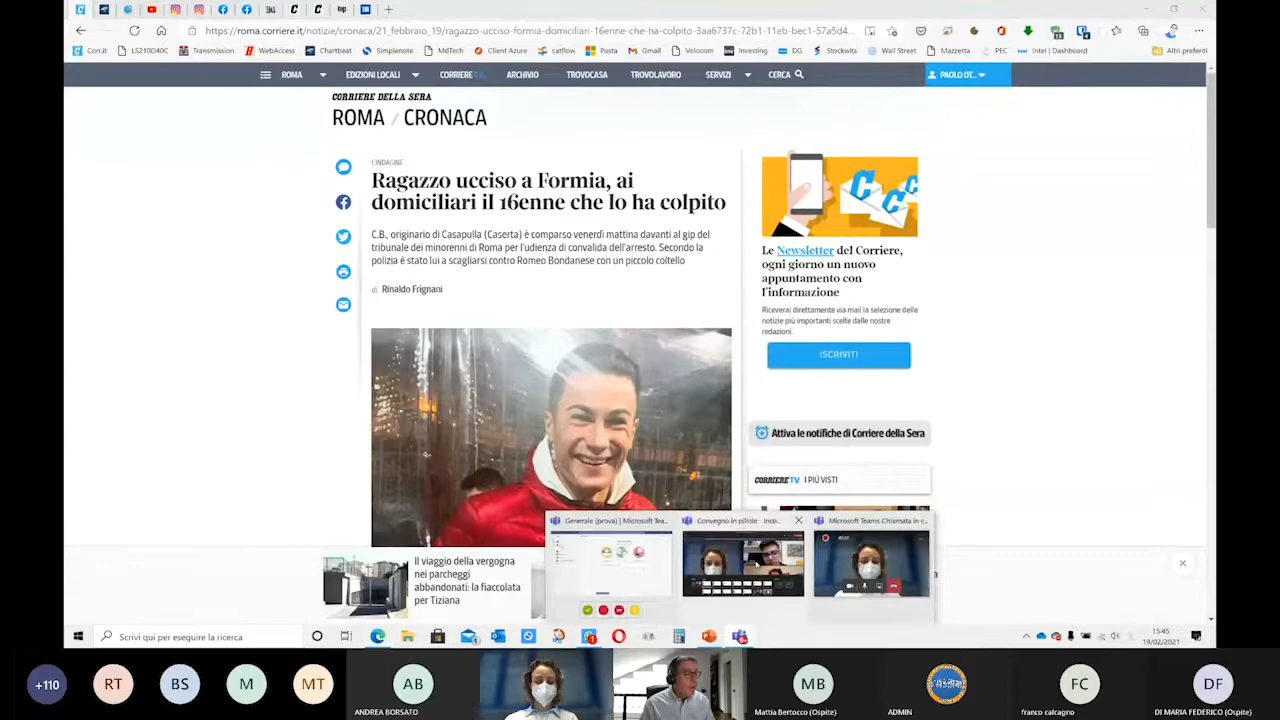 https://roma.corriere.it/notizie/cronaca/21_febbraio_19/ragazzo-ucciso-formia-domiciliari-16enne-che-ha-colpito-3aa6737c-72b1-11eb-bec1-57a5d4...
Corr.it LS210D40C Transmission WebAccess Chartbeat Simplenote MdTech Client Azure catflow Posta Gmail Volocom Investing DG Stockwits Wall Street Mazzetta PEC Intel | Dashboard Altri preferiti
ROMA EDIZIONI LOCALI CORRIERE ARCHIVIO TROVOCASA TROVOLAVORO SERVIZI CERCA PAOLO OT...
CORRIERE DELLA SERA
ROMA / CRONACA
L'INDAGINE
Ragazzo ucciso a Formia, ai
domiciliari il 16enne che lo ha colpito
C.B., originario di Casapulla (Caserta) è comparso venerdì mattina davanti al gip del
tribunale dei minorenni di Roma per l'udienza di convalida dell'arresto. Secondo la
polizia è stato lui a scagliarsi contro Romeo Bondanese con un piccolo coltello
di Rinaldo Frignani
Le Newsletter del Corriere,
ogni giorno un nuovo
appuntamento con
l'informazione
Riceverai direttamente via mail la selezione delle
notizie più importanti scelte dalle nostre
redazioni.
ISCRIVITI
Attiva le notifiche di Corriere della Sera
CORRIERE TV I PIÙ VISTI
Generale (prova) | Microsoft Tea...
Convegno in pillole - Inco...
Microsoft Teams Chiamata in c...
Il viaggio della vergogna
nei parcheggi
abbandonati: la fiaccolata
per Tiziana
Scrivi qui per eseguire la ricerca
15:45
19/02/2021
+110 RT BS M MT AB MB FC DF
ANDREA BORSATO Mattia Bertocco (Ospite) ADMIN franco calcagno DI MARIA FEDERICO (Ospite)